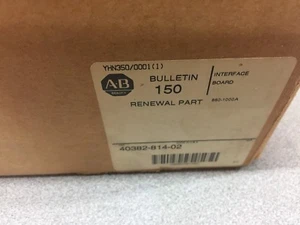 YHN350/0001(1)
AB
BULLETIN
150
RENEWAL PART
INTERFACE
BOARD
40382-814-02